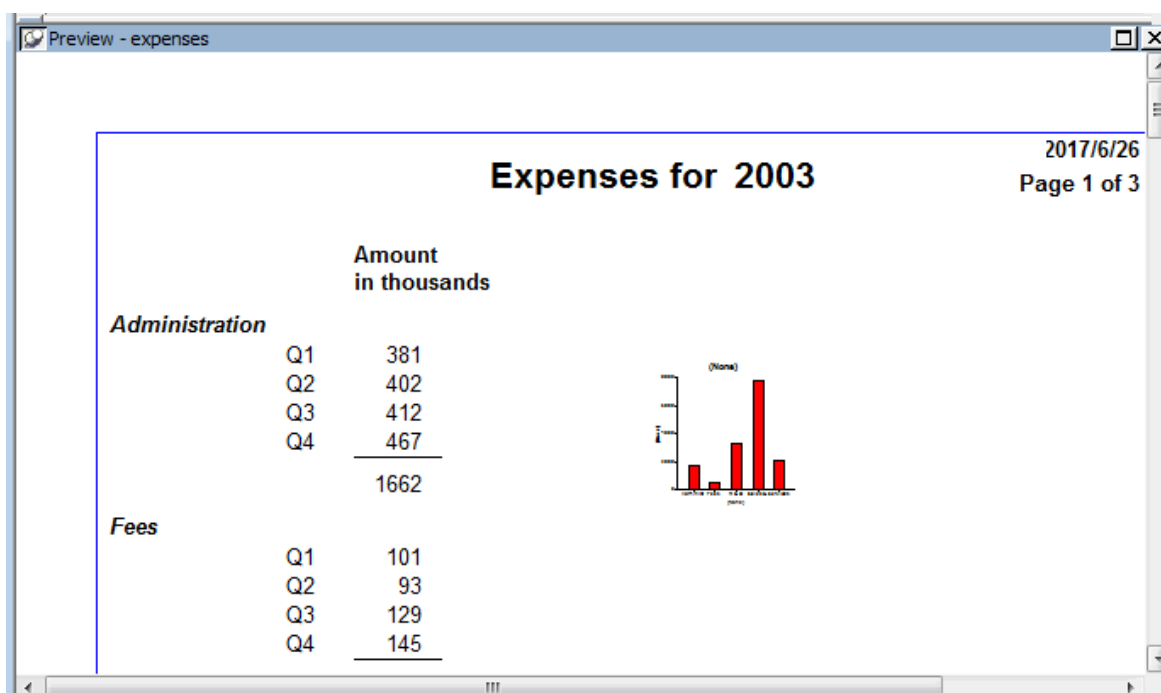 Preview - expenses
2017/6/26
Expenses for 2003
Page 1 of 3
Amount
in thousands
Administration
Q1 381
Q2 402
Q3 412
Q4 467
1662
(None)
Fees
Q1 101
Q2 93
Q3 129
Q4 145